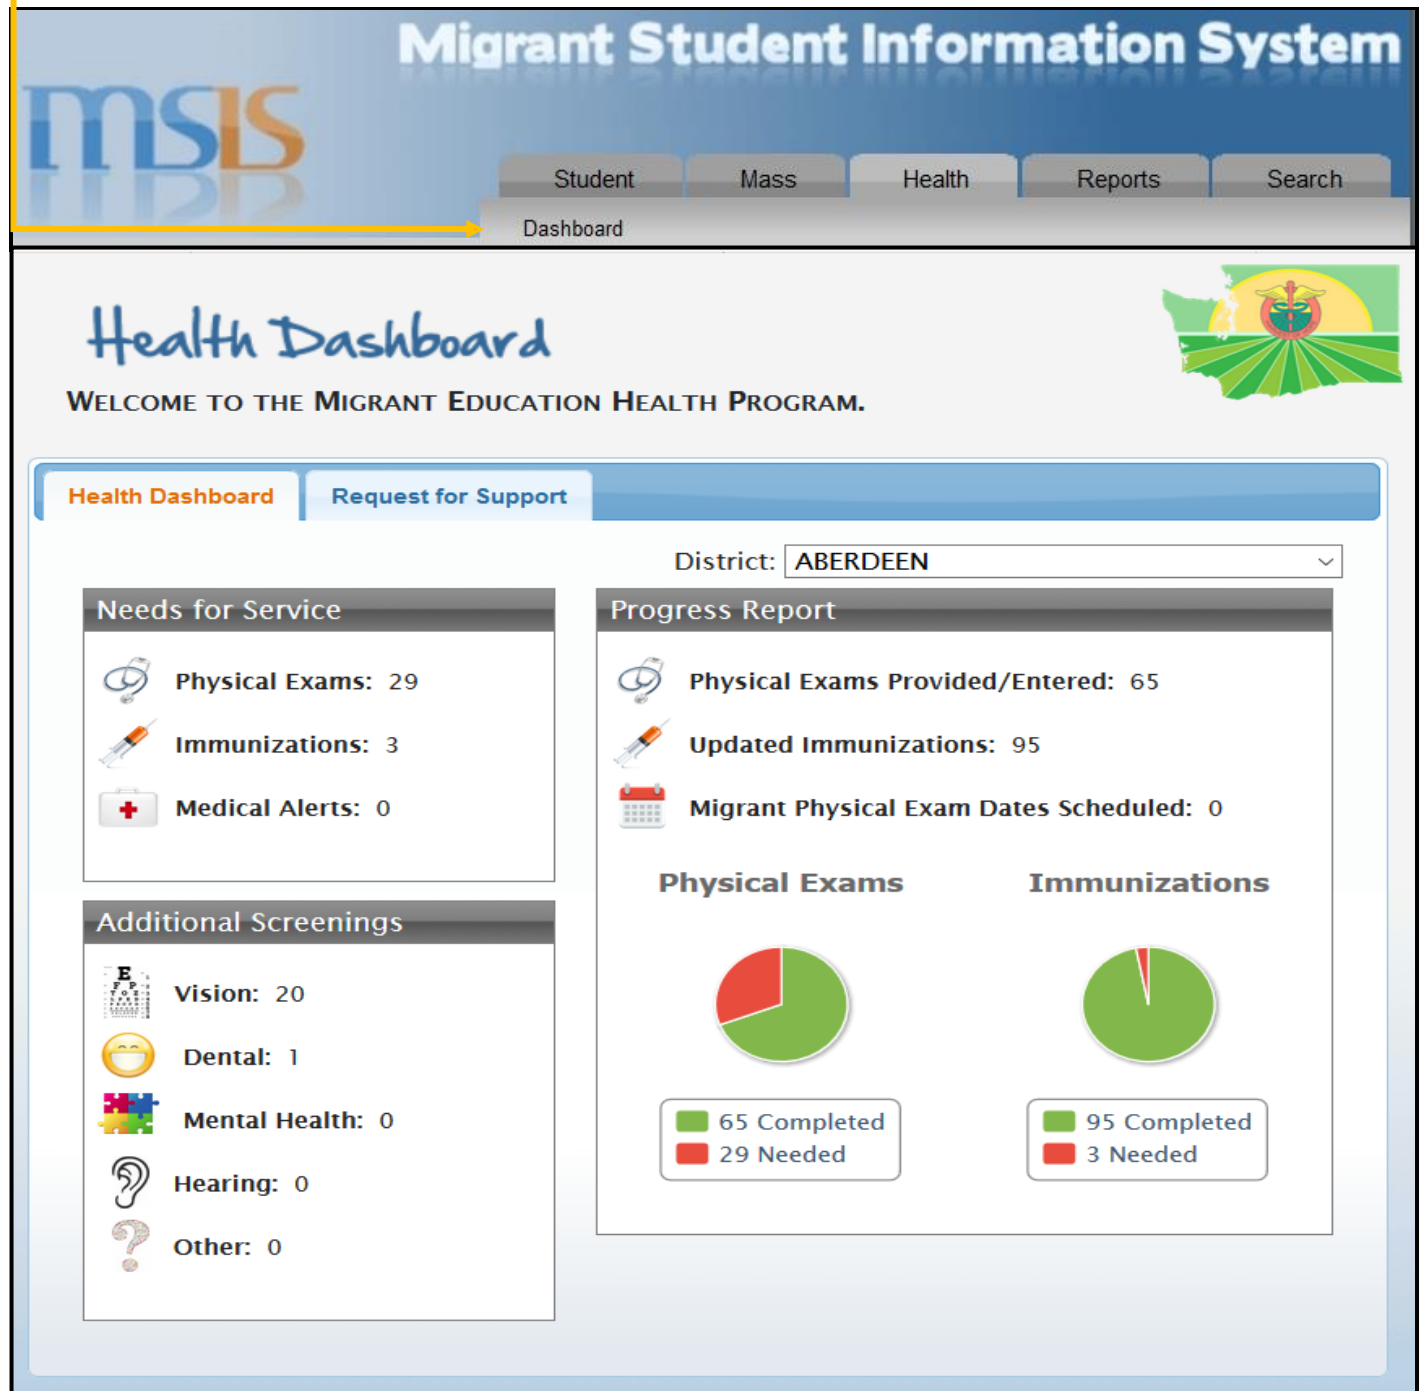 Migrant Student Information System
msis
Student Mass Health Reports Search
Dashboard
Health Dashboard
WELCOME TO THE MIGRANT EDUCATION HEALTH PROGRAM.
Health Dashboard Request for Support
District: ABERDEEN
Needs for Service
Physical Exams: 29
Immunizations: 3
Medical Alerts: 0
Additional Screenings
Vision: 20
Dental: 1
Mental Health: 0
Hearing: 0
Other: 0
Progress Report
Physical Exams Provided/Entered: 65
Updated Immunizations: 95
Migrant Physical Exam Dates Scheduled: 0
Physical Exams
65 Completed
29 Needed
Immunizations
95 Completed
3 Needed